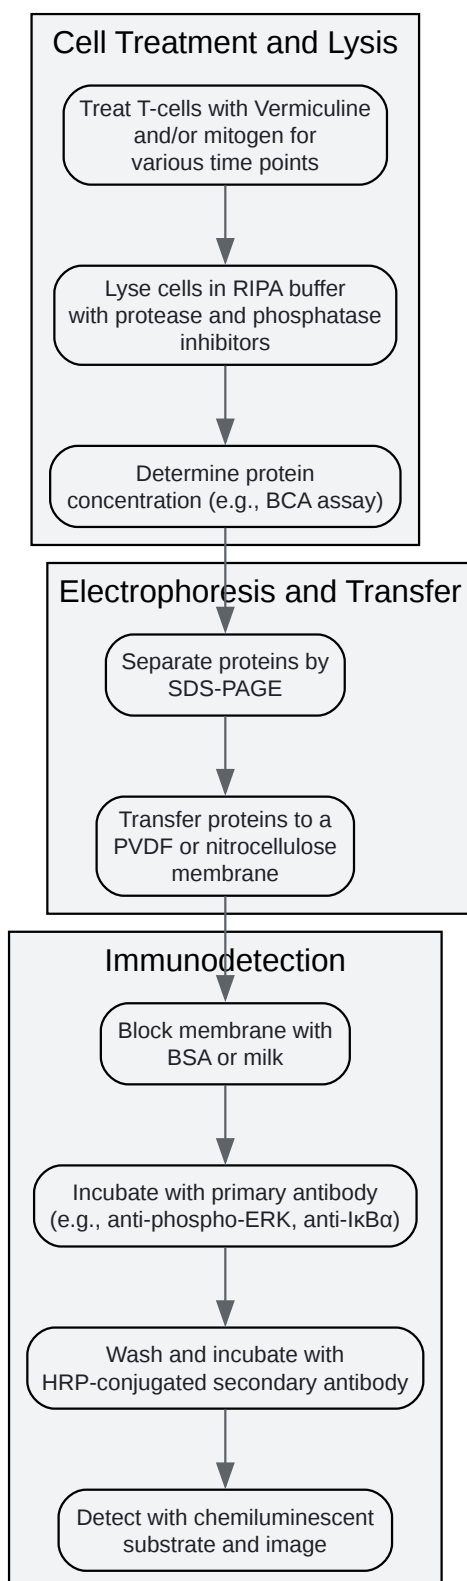 Cell Treatment and Lysis
Treat T-cells with Vermiculine
and/or mitogen for
various time points
Lyse cells in RIPA buffer
with protease and phosphatase
inhibitors
Determine protein
concentration (e.g., BCA assay)
Electrophoresis and Transfer
Separate proteins by
SDS-PAGE
Transfer proteins to a
PVDF or nitrocellulose
membrane
Immunodetection
Block membrane with
BSA or milk
Incubate with primary antibody
(e.g., anti-phospho-ERK, anti-IκBα)
Wash and incubate with
HRP-conjugated secondary antibody
Detect with chemiluminescent
substrate and image